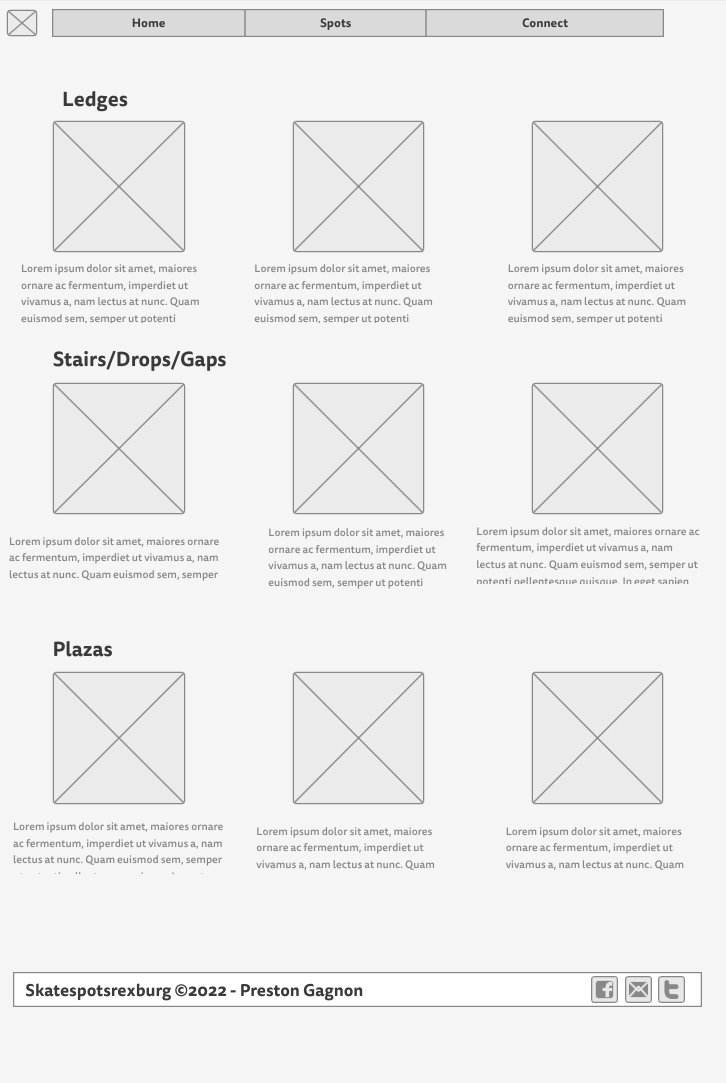 Home Spots Connect
Ledges
Lorem ipsum dolor sit amet, maiores
ornare ac fermentum, imperdiet ut
vivamus a, nam lectus at nunc. Quam
euismod sem, semper ut potenti
Lorem ipsum dolor sit amet, maiores
ornare ac fermentum, imperdiet ut
vivamus a, nam lectus at nunc. Quam
euismod sem, semper ut potenti
Lorem ipsum dolor sit amet, maiores
ornare ac fermentum, imperdiet ut
vivamus a, nam lectus at nunc. Quam
euismod sem, semper ut potenti
Stairs/Drops/Gaps
Lorem ipsum dolor sit amet, maiores ornare
ac fermentum, imperdiet ut vivamus a, nam
lectus at nunc. Quam euismod sem, semper
Lorem ipsum dolor sit amet, maiores
ornare ac fermentum, imperdiet ut
vivamus a, nam lectus at nunc. Quam
euismod sem, semper ut potenti
Lorem ipsum dolor sit amet, maiores ornare ac
fermentum, imperdiet ut vivamus a, nam
lectus at nunc. Quam euismod sem, semper ut
potenti pellentesque quisque. In eget sapien
Plazas
Lorem ipsum dolor sit amet, maiores ornare
ac fermentum, imperdiet ut vivamus a, nam
lectus at nunc. Quam euismod sem, semper
Lorem ipsum dolor sit amet, maiores
ornare ac fermentum, imperdiet ut
vivamus a, nam lectus at nunc. Quam
Lorem ipsum dolor sit amet, maiores
ornare ac fermentum, imperdiet ut
vivamus a, nam lectus at nunc. Quam
Skatespotsrexburg ©2022 - Preston Gagnon